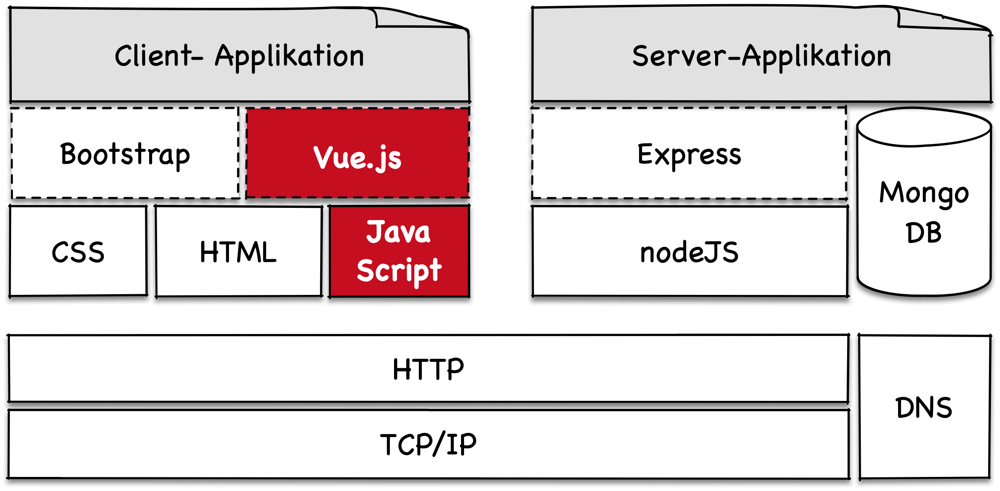 Client- Applikation
Server-Applikation
Bootstrap
Vue.js
Express
Mongo
DB
CSS
HTML
Java
Script
nodeJS
HTTP
DNS
TCP/IP